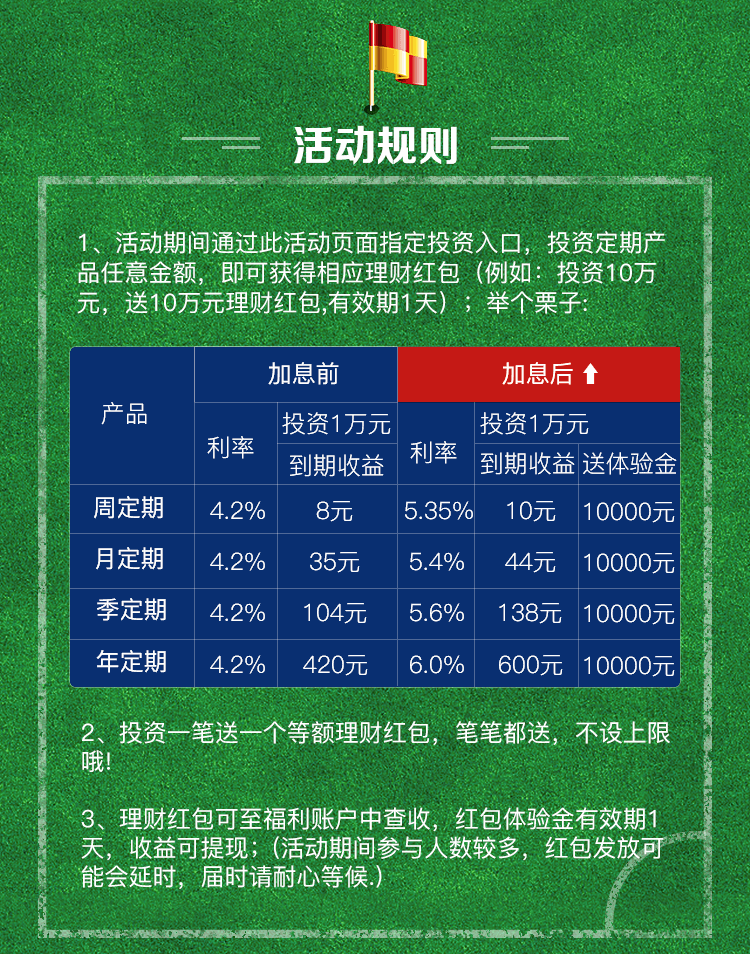 活动规则
1、活动期间通过此活动页面指定投资入口，投资定期产
品任意金额，即可获得相应理财红包（例如：投资10万
元，送10万元理财红包,有效期1天）；举个栗子:
产品 加息前 加息后
利率 投资1万元 利率 投资1万元
到期收益 到期收益 送体验金
周定期 4.2% 8元 5.35% 10元 10000元
月定期 4.2% 35元 5.4% 44元 10000元
季定期 4.2% 104元 5.6% 138元 10000元
年定期 4.2% 420元 6.0% 600元 10000元
2、投资一笔送一个等额理财红包，笔笔都送，不设上限
哦!
3、理财红包可至福利账户中查收，红包体验金有效期1
天，收益可提现；(活动期间参与人数较多，红包发放可
能会延时，届时请耐心等候.)